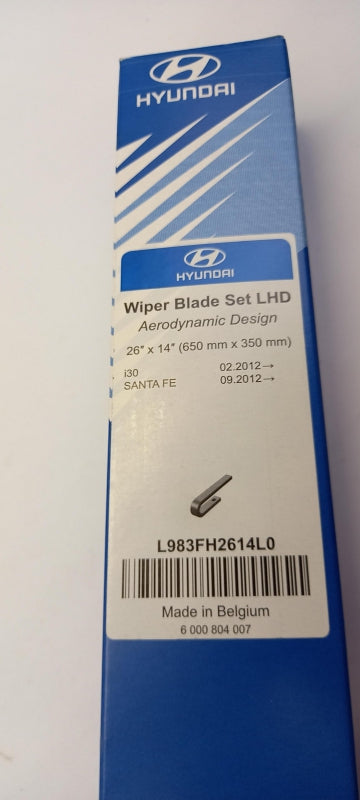 HYUNDAI
HYUNDAI
Wiper Blade Set LHD
Aerodynamic Design
26" x 14" (650 mm x 350 mm)
i30 02.2012→
SANTA FE 09.2012→
L983FH2614L0
Made in Belgium
6 000 804 007